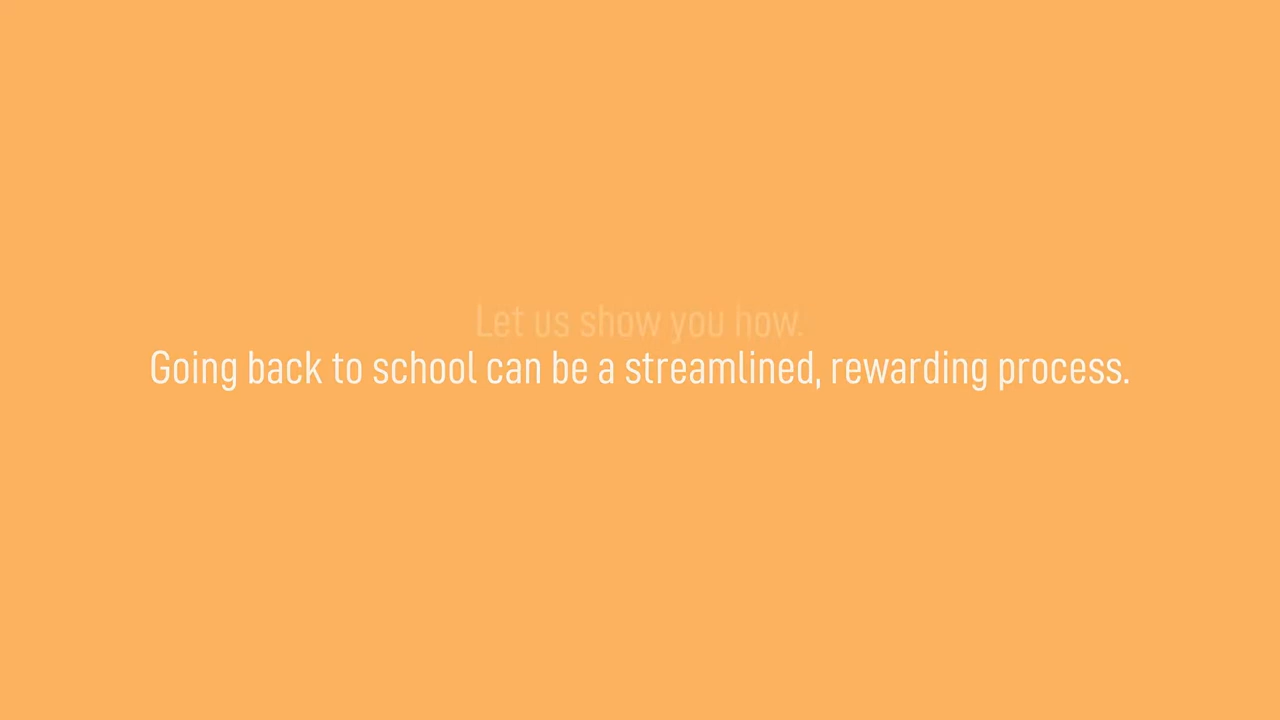 Let us show you how.
Going back to school can be a streamlined, rewarding process.